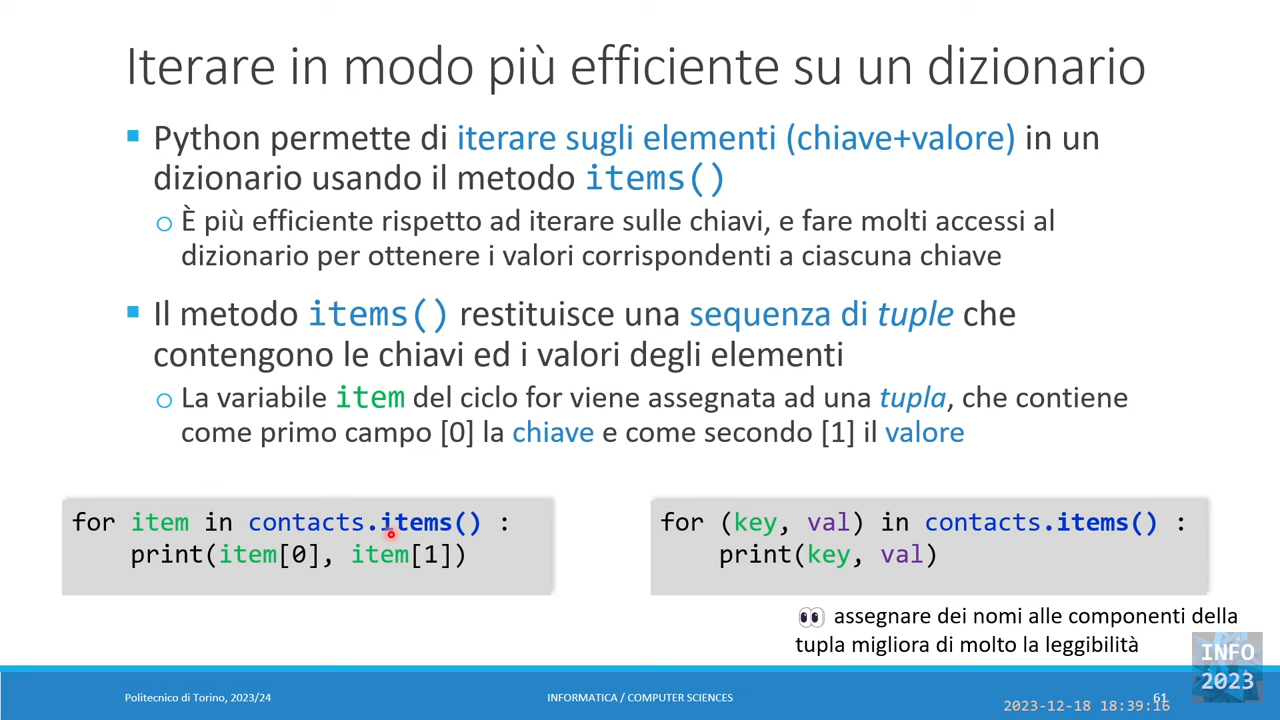 Iterare in modo più efficiente su un dizionario
▪ Python permette di iterare sugli elementi (chiave+valore) in un
dizionario usando il metodo items()
o È più efficiente rispetto ad iterare sulle chiavi, e fare molti accessi al
dizionario per ottenere i valori corrispondenti a ciascuna chiave
▪ Il metodo items() restituisce una sequenza di tuple che
contengono le chiavi ed i valori degli elementi
o La variabile item del ciclo for viene assegnata ad una tupla, che contiene
come primo campo [0] la chiave e come secondo [1] il valore
for item in contacts.items() :
    print(item[0], item[1])
for (key, val) in contacts.items() :
    print(key, val)
👀 assegnare dei nomi alle componenti della
tupla migliora di molto la leggibilità
INFO
2023
Politecnico di Torino, 2023/24
INFORMATICA / COMPUTER SCIENCES
61
2023-12-18 18:39:16